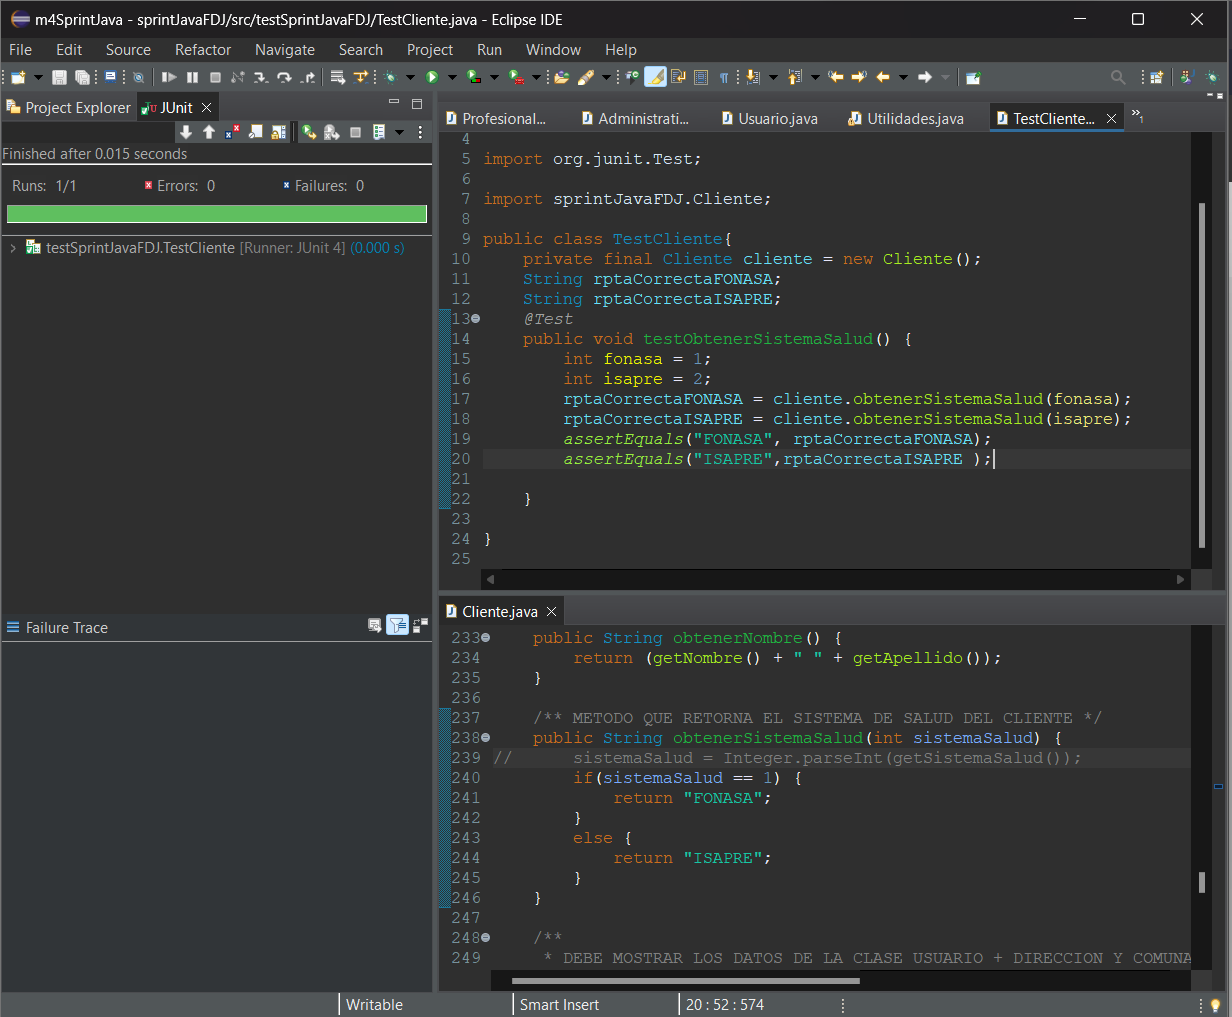 m4SprintJava - sprintJavaFDJ/src/testSprintJavaFDJ/TestCliente.java - Eclipse IDE
File Edit Source Refactor Navigate Search Project Run Window Help
Project Explorer JUnit
Finished after 0.015 seconds
Runs: 1/1 Errors: 0 Failures: 0
testSprintJavaFDJ.TestCliente [Runner: JUnit 4] (0.000 s)
Failure Trace
Profesional... Administrati... Usuario.java Utilidades.java TestCliente... »1
4
5 import org.junit.Test;
6
7 import sprintJavaFDJ.Cliente;
8
9 public class TestCliente{
10 private final Cliente cliente = new Cliente();
11 String rptaCorrectaFONASA;
12 String rptaCorrectaISAPRE;
13 @Test
14 public void testObtenerSistemaSalud() {
15 int fonasa = 1;
16 int isapre = 2;
17 rptaCorrectaFONASA = cliente.obtenerSistemaSalud(fonasa);
18 rptaCorrectaISAPRE = cliente.obtenerSistemaSalud(isapre);
19 assertEquals("FONASA", rptaCorrectaFONASA);
20 assertEquals("ISAPRE",rptaCorrectaISAPRE );
21
22 }
23
24 }
25
Cliente.java
233 public String obtenerNombre() {
234 return (getNombre() + " " + getApellido());
235 }
236
237 /** METODO QUE RETORNA EL SISTEMA DE SALUD DEL CLIENTE */
238 public String obtenerSistemaSalud(int sistemaSalud) {
239 // sistemaSalud = Integer.parseInt(getSistemaSalud());
240 if(sistemaSalud == 1) {
241 return "FONASA";
242 }
243 else {
244 return "ISAPRE";
245 }
246 }
247
248 /**
249 * DEBE MOSTRAR LOS DATOS DE LA CLASE USUARIO + DIRECCION Y COMUNA
Writable Smart Insert 20 : 52 : 574